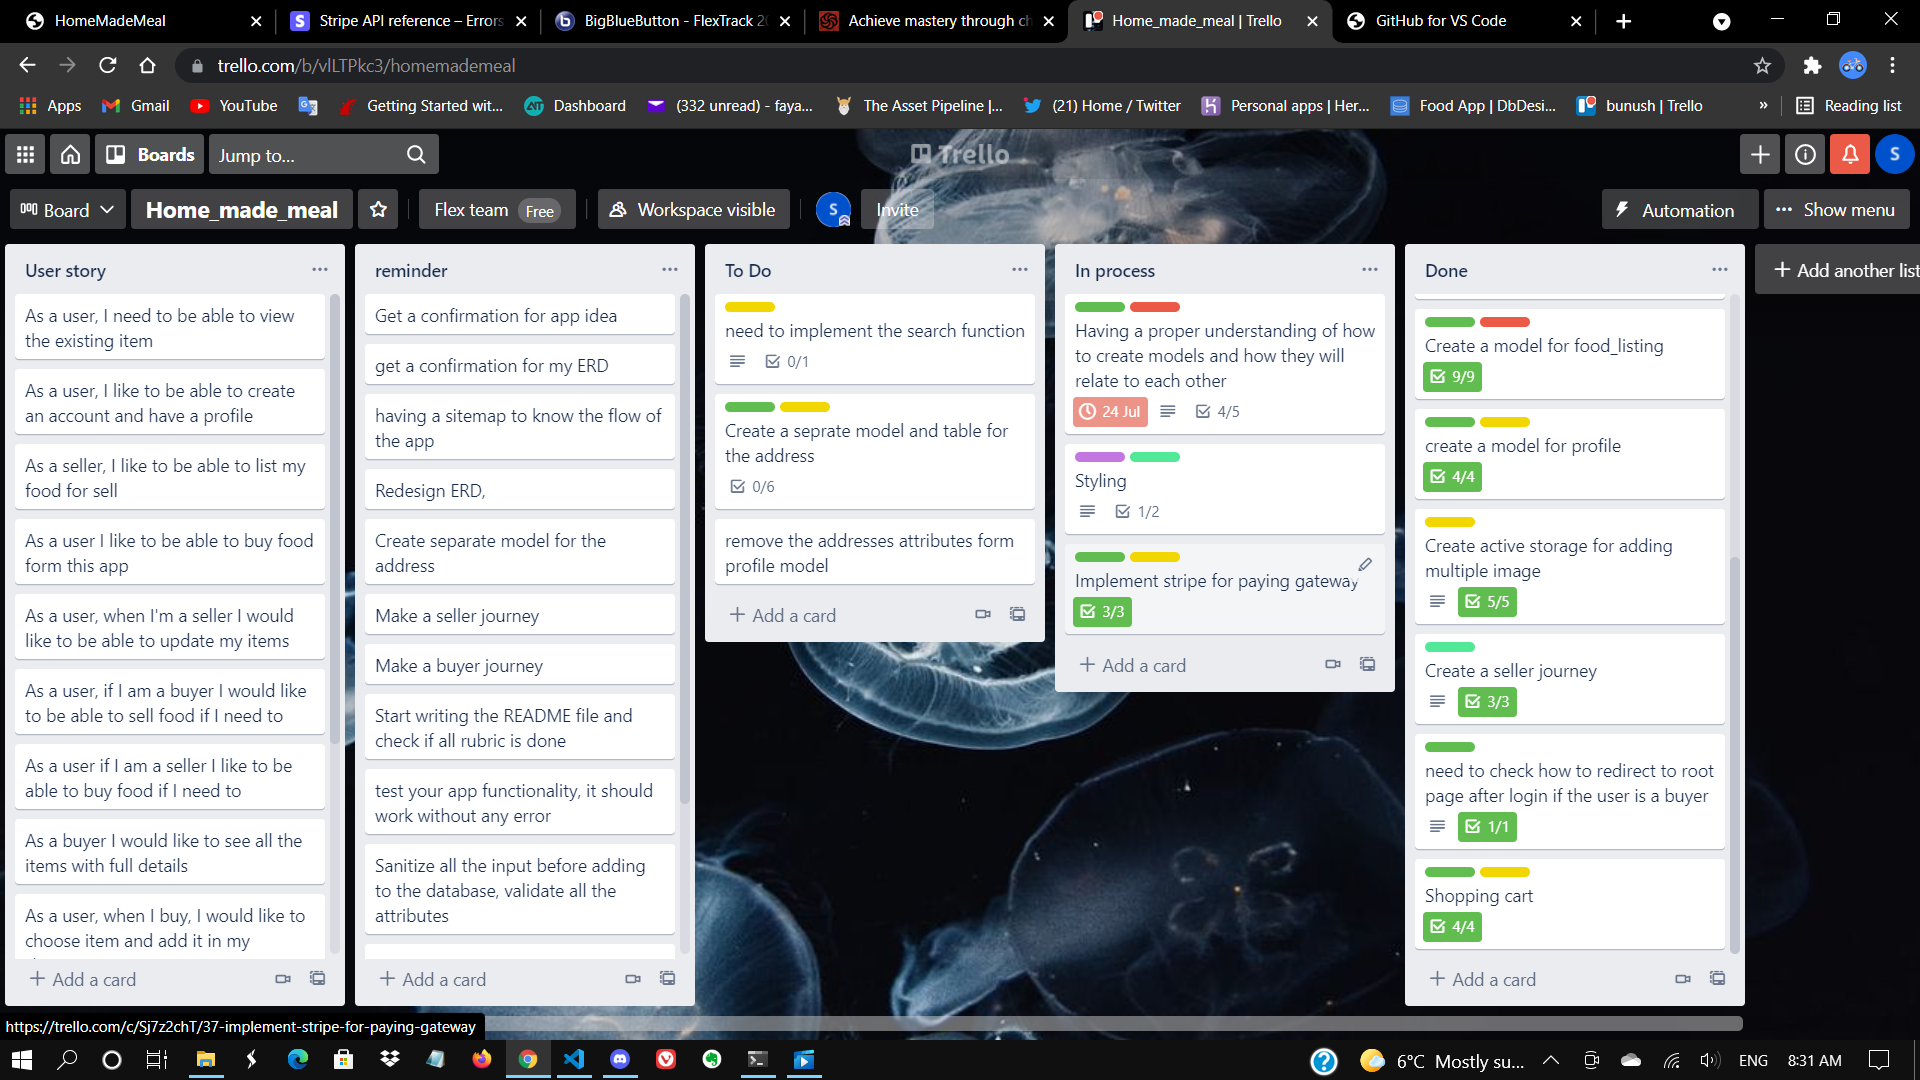 HomeMadeMeal
Stripe API reference – Errors
BigBlueButton - FlexTrack 20
Achieve mastery through ch
Home_made_meal | Trello
GitHub for VS Code
trello.com/b/vlLTPkc3/homemademeal
Apps
Gmail
YouTube
Getting Started wit...
Dashboard
(332 unread) - faya...
The Asset Pipeline |...
(21) Home / Twitter
Personal apps | Her...
Food App | DbDesi...
bunush | Trello
»
Reading list
Boards
Jump to...
Trello
S
Board
Home_made_meal
Flex team Free
Workspace visible
S
Invite
Automation
Show menu
User story
As a user, I need to be able to view
the existing item
As a user, I like to be able to create
an account and have a profile
As a seller, I like to be able to list my
food for sell
As a user I like to be able to buy food
form this app
As a user, when I'm a seller I would
like to be able to update my items
As a user, if I am a buyer I would like
to be able to sell food if I need to
As a user if I am a seller I like to be
able to buy food if I need to
As a buyer I would like to see all the
items with full details
As a user, when I buy, I would like to
choose item and add it in my
+ Add a card
reminder
Get a confirmation for app idea
get a confirmation for my ERD
having a sitemap to know the flow of
the app
Redesign ERD,
Create separate model for the
address
Make a seller journey
Make a buyer journey
Start writing the README file and
check if all rubric is done
test your app functionality, it should
work without any error
Sanitize all the input before adding
to the database, validate all the
attributes
+ Add a card
To Do
need to implement the search function
0/1
Create a seprate model and table for
the address
0/6
remove the addresses attributes form
profile model
+ Add a card
In process
Having a proper understanding of how
to create models and how they will
relate to each other
24 Jul
4/5
Styling
1/2
Implement stripe for paying gateway
3/3
+ Add a card
Done
Create a model for food_listing
9/9
create a model for profile
4/4
Create active storage for adding
multiple image
5/5
Create a seller journey
3/3
need to check how to redirect to root
page after login if the user is a buyer
1/1
Shopping cart
4/4
+ Add a card
+ Add another list
https://trello.com/c/Sj7z2chT/37-implement-stripe-for-paying-gateway
6°C Mostly su...
ENG
8:31 AM